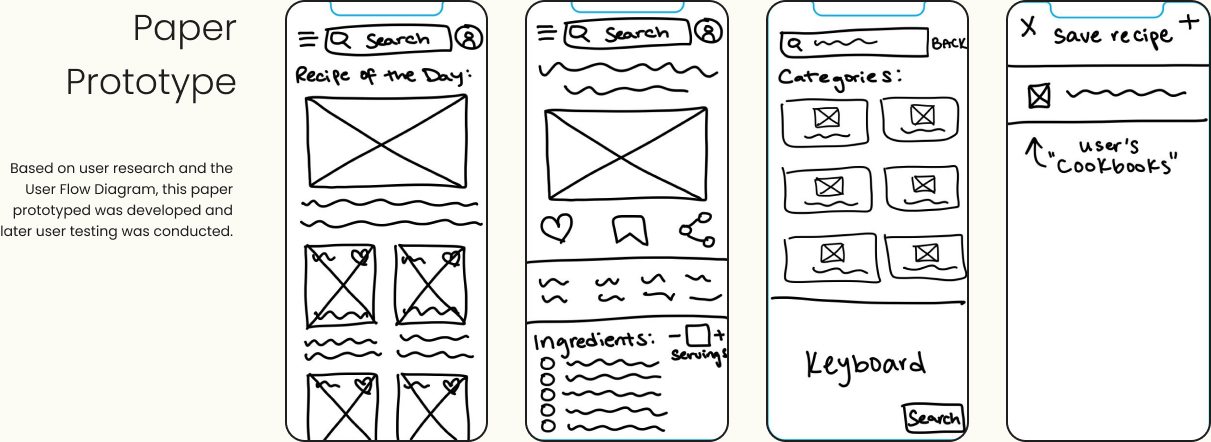 Paper
Prototype
Based on user research and the
User Flow Diagram, this paper
prototyped was developed and
later user testing was conducted.
Search
Recipe of the Day:
Search
Ingredients:
- +
Servings
BACK
Categories:
Keyboard
Search
X save recipe +
user's
"Cookbooks"